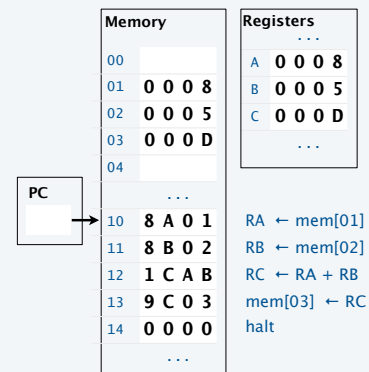 Memory
00
01 0 0 0 8
02 0 0 0 5
03 0 0 0 D
04
...
10 8 A 0 1 RA ← mem[01]
11 8 B 0 2 RB ← mem[02]
12 1 C A B RC ← RA + RB
13 9 C 0 3 mem[03] ← RC
14 0 0 0 0 halt
...
Registers
...
A 0 0 0 8
B 0 0 0 5
C 0 0 0 D
...
PC